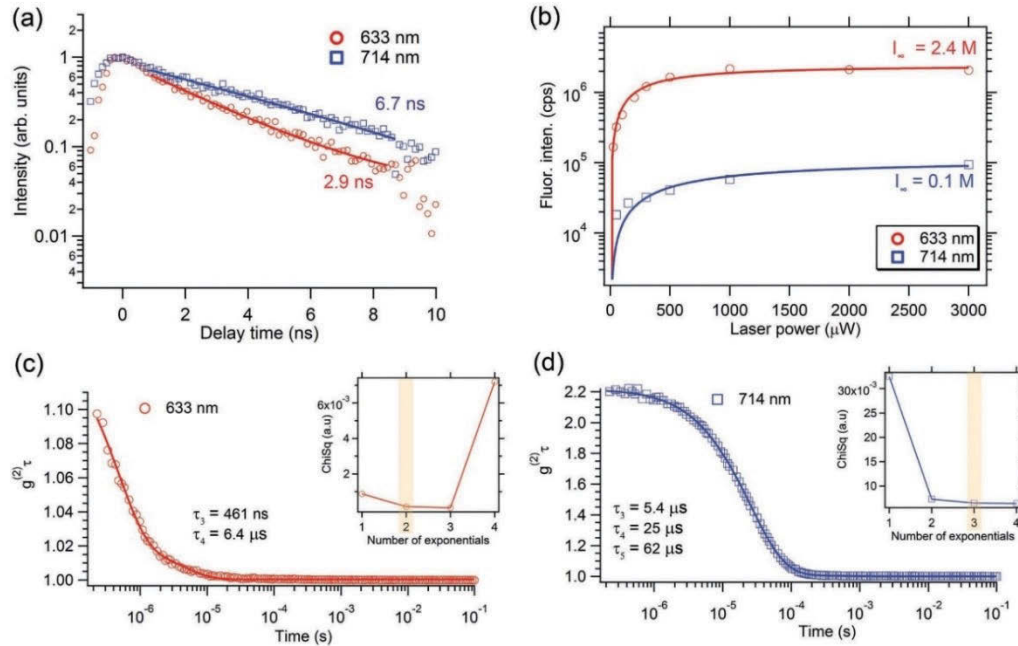 (a)
633 nm
714 nm
6.7 ns
2.9 ns
Intensity (arb. units)
1
6
4
2
0.1
6
4
2
0.01
6
4
0
2
4
6
8
10
Delay time (ns)
(b)
I∞ = 2.4 M
I∞ = 0.1 M
633 nm
714 nm
Fluor. inten. (cps)
10⁶
10⁵
10⁴
0
500
1000
1500
2000
2500
3000
Laser power (µW)
(c)
633 nm
τ₃ = 461 ns
τ₄ = 6.4 µs
g⁽²⁾τ
1.10
1.08
1.06
1.04
1.02
1.00
10⁻⁶
10⁻⁵
10⁻⁴
10⁻³
10⁻²
10⁻¹
Time (s)
6x10⁻³
4
2
ChiSq (a.u)
1
2
3
4
Number of exponentials
(d)
714 nm
τ₃ = 5.4 µs
τ₄ = 25 µs
τ₅ = 62 µs
g⁽²⁾τ
2.2
2.0
1.8
1.6
1.4
1.2
1.0
10⁻⁶
10⁻⁵
10⁻⁴
10⁻³
10⁻²
10⁻¹
Time (s)
30x10⁻³
25
20
15
10
ChiSq (a.u)
1
2
3
4
Number of exponentials